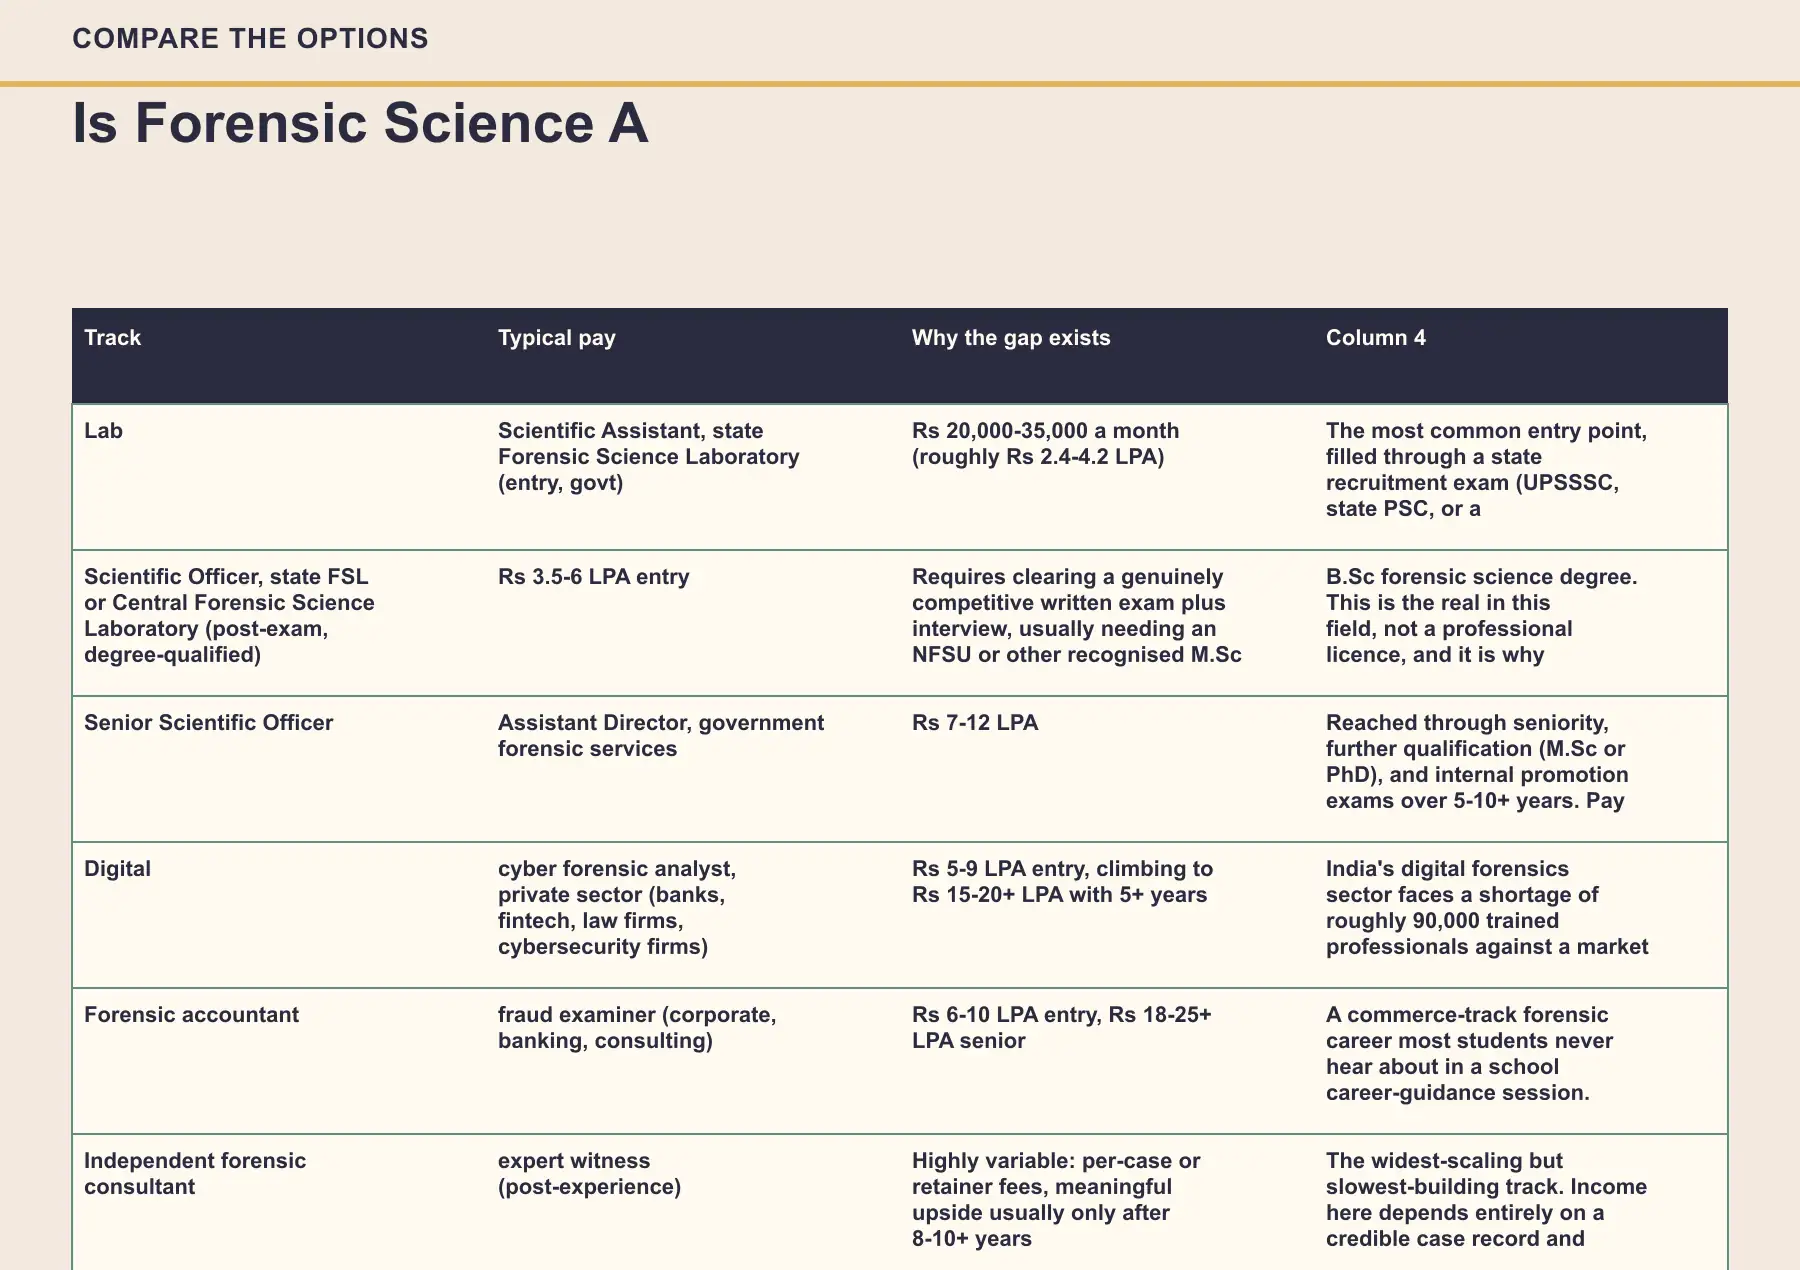 COMPARE THE OPTIONS
Is Forensic Science A
Track
Typical pay
Why the gap exists
Column 4
Lab
Scientific Assistant, state
Forensic Science Laboratory
(entry, govt)
Rs 20,000-35,000 a month
(roughly Rs 2.4-4.2 LPA)
The most common entry point,
filled through a state
recruitment exam (UPSSSC,
state PSC, or a
Scientific Officer, state FSL
or Central Forensic Science
Laboratory (post-exam,
degree-qualified)
Rs 3.5-6 LPA entry
Requires clearing a genuinely
competitive written exam plus
interview, usually needing an
NFSU or other recognised M.Sc
B.Sc forensic science degree.
This is the real in this
field, not a professional
licence, and it is why
Senior Scientific Officer
Assistant Director, government
forensic services
Rs 7-12 LPA
Reached through seniority,
further qualification (M.Sc or
PhD), and internal promotion
exams over 5-10+ years. Pay
Digital
cyber forensic analyst,
private sector (banks,
fintech, law firms,
cybersecurity firms)
Rs 5-9 LPA entry, climbing to
Rs 15-20+ LPA with 5+ years
India's digital forensics
sector faces a shortage of
roughly 90,000 trained
professionals against a market
Forensic accountant
fraud examiner (corporate,
banking, consulting)
Rs 6-10 LPA entry, Rs 18-25+
LPA senior
A commerce-track forensic
career most students never
hear about in a school
career-guidance session.
Independent forensic
consultant
expert witness
(post-experience)
Highly variable: per-case or
retainer fees, meaningful
upside usually only after
8-10+ years
The widest-scaling but
slowest-building track. Income
here depends entirely on a
credible case record and